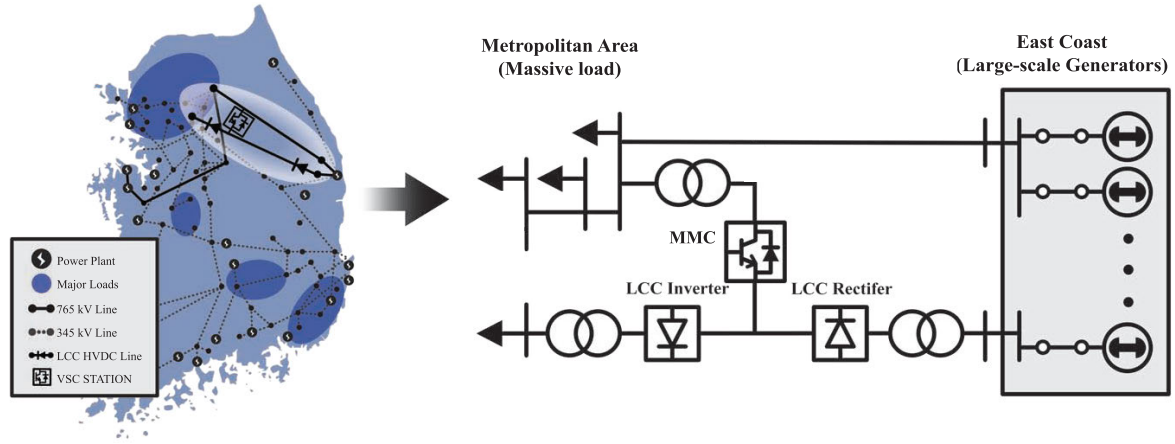 Metropolitan Area
(Massive load)
East Coast
(Large-scale Generators)
MMC
LCC Inverter
LCC Rectifer
Power Plant
Major Loads
765 kV Line
345 kV Line
LCC HVDC Line
VSC STATION